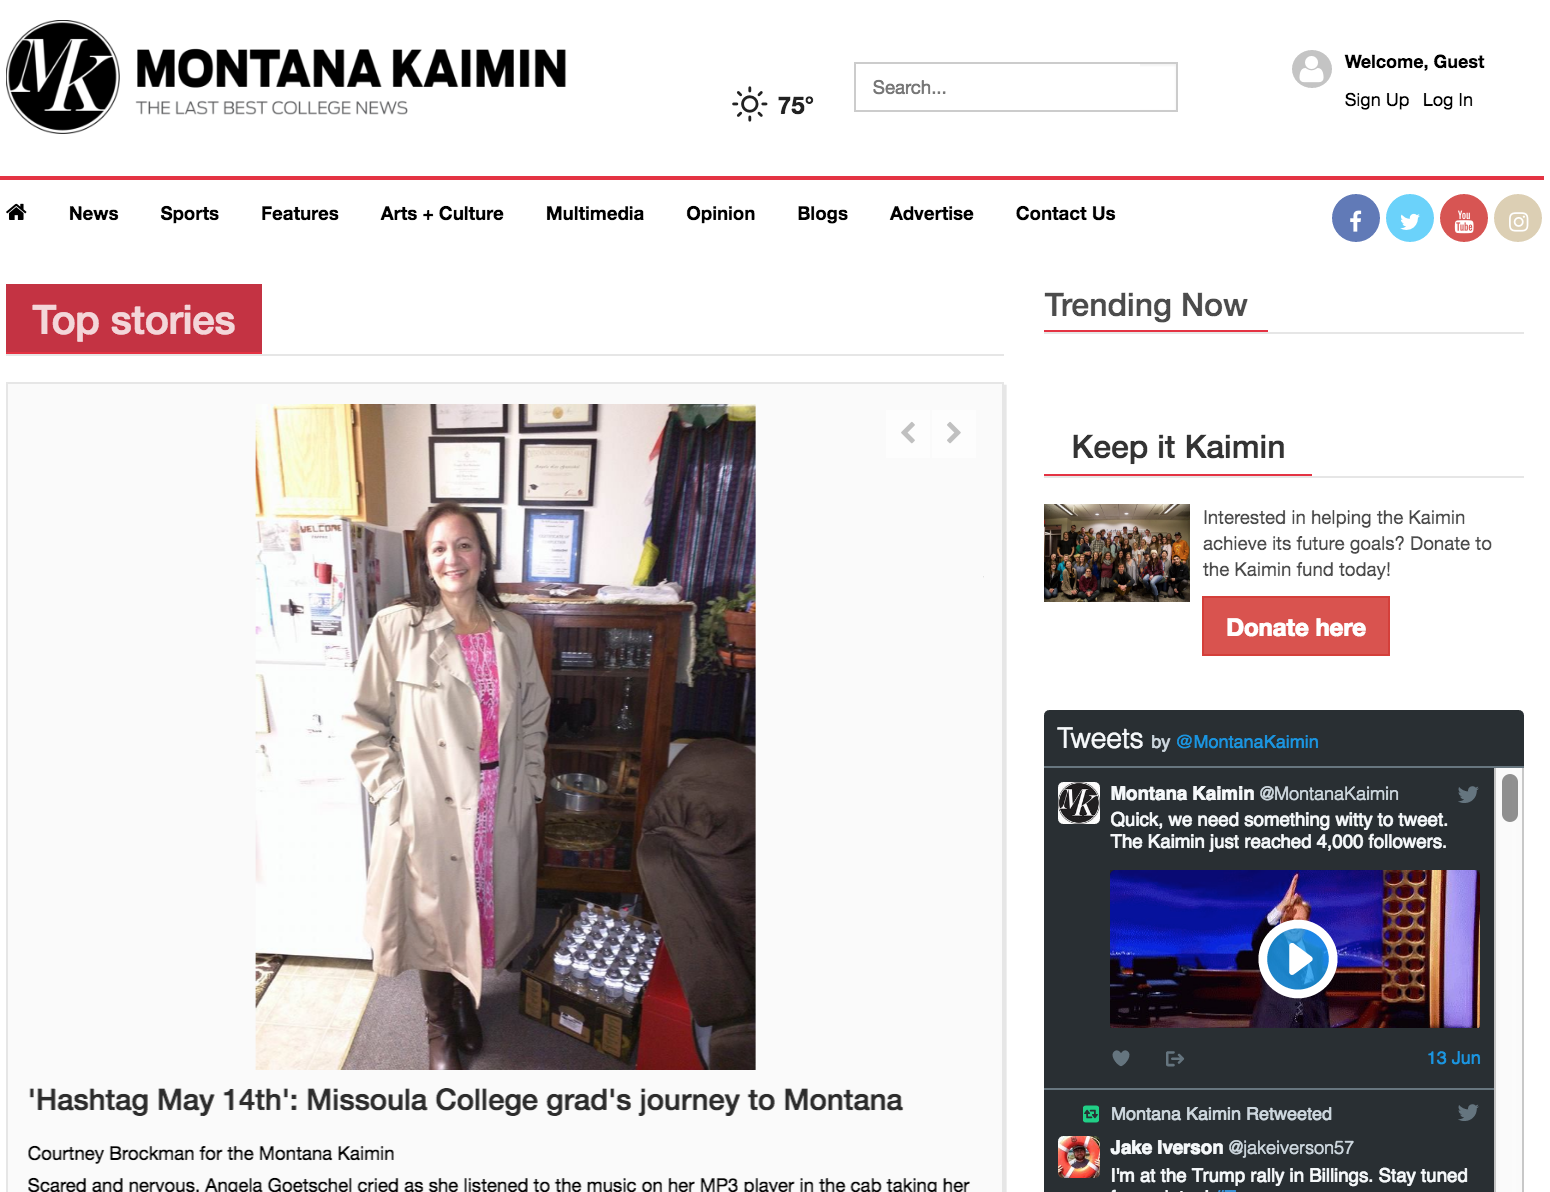 MK
MONTANA KAIMIN
THE LAST BEST COLLEGE NEWS
75°
Search...
Welcome, Guest
Sign Up Log In
News Sports Features Arts + Culture Multimedia Opinion Blogs Advertise Contact Us
You
Tube
Top stories
WELCOME
'Hashtag May 14th': Missoula College grad's journey to Montana
Courtney Brockman for the Montana Kaimin
Scared and nervous, Angela Goetschel cried as she listened to the music on her MP3 player in the cab taking her
Trending Now
Keep it Kaimin
Interested in helping the Kaimin
achieve its future goals? Donate to
the Kaimin fund today!
Donate here
Tweets by @MontanaKaimin
MK
Montana Kaimin @MontanaKaimin
Quick, we need something witty to tweet.
The Kaimin just reached 4,000 followers.
13 Jun
Montana Kaimin Retweeted
Jake Iverson @jakeiverson57
I'm at the Trump rally in Billings. Stay tuned